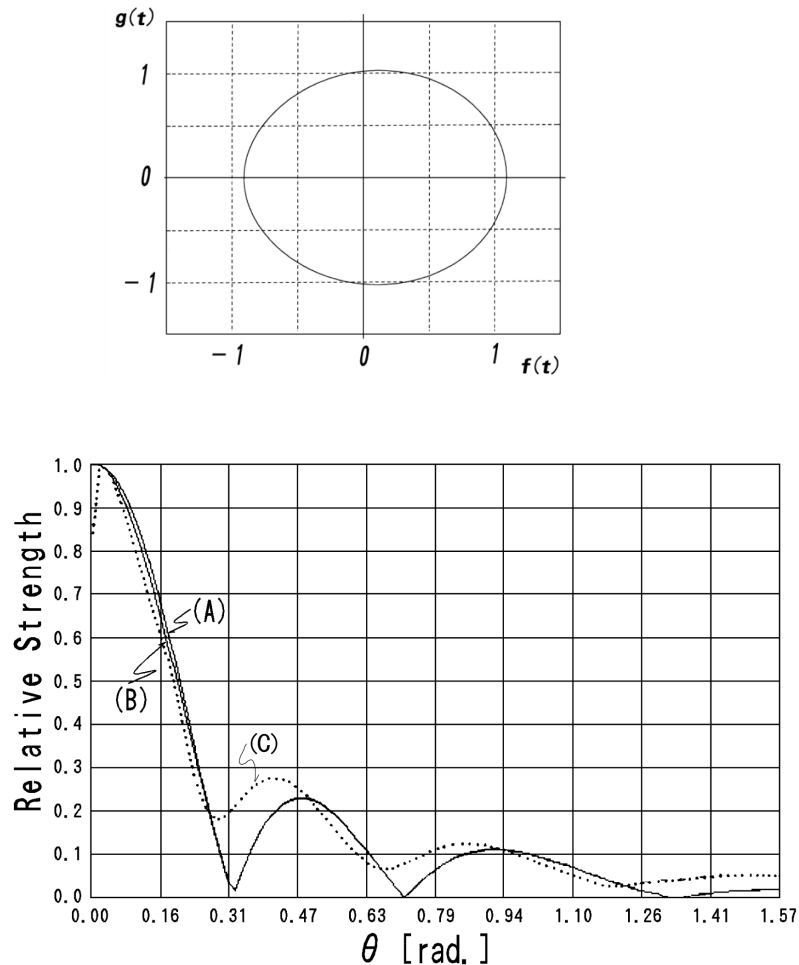 g(t)
1
0
−1
−1 0 1
f(t)
Relative Strength
1.0
0.9
0.8
0.7
0.6
0.5
0.4
0.3
0.2
0.1
0.0
(A)
(B)
(C)
0.00 0.16 0.31 0.47 0.63 0.79 0.94 1.10 1.26 1.41 1.57
θ [rad.]